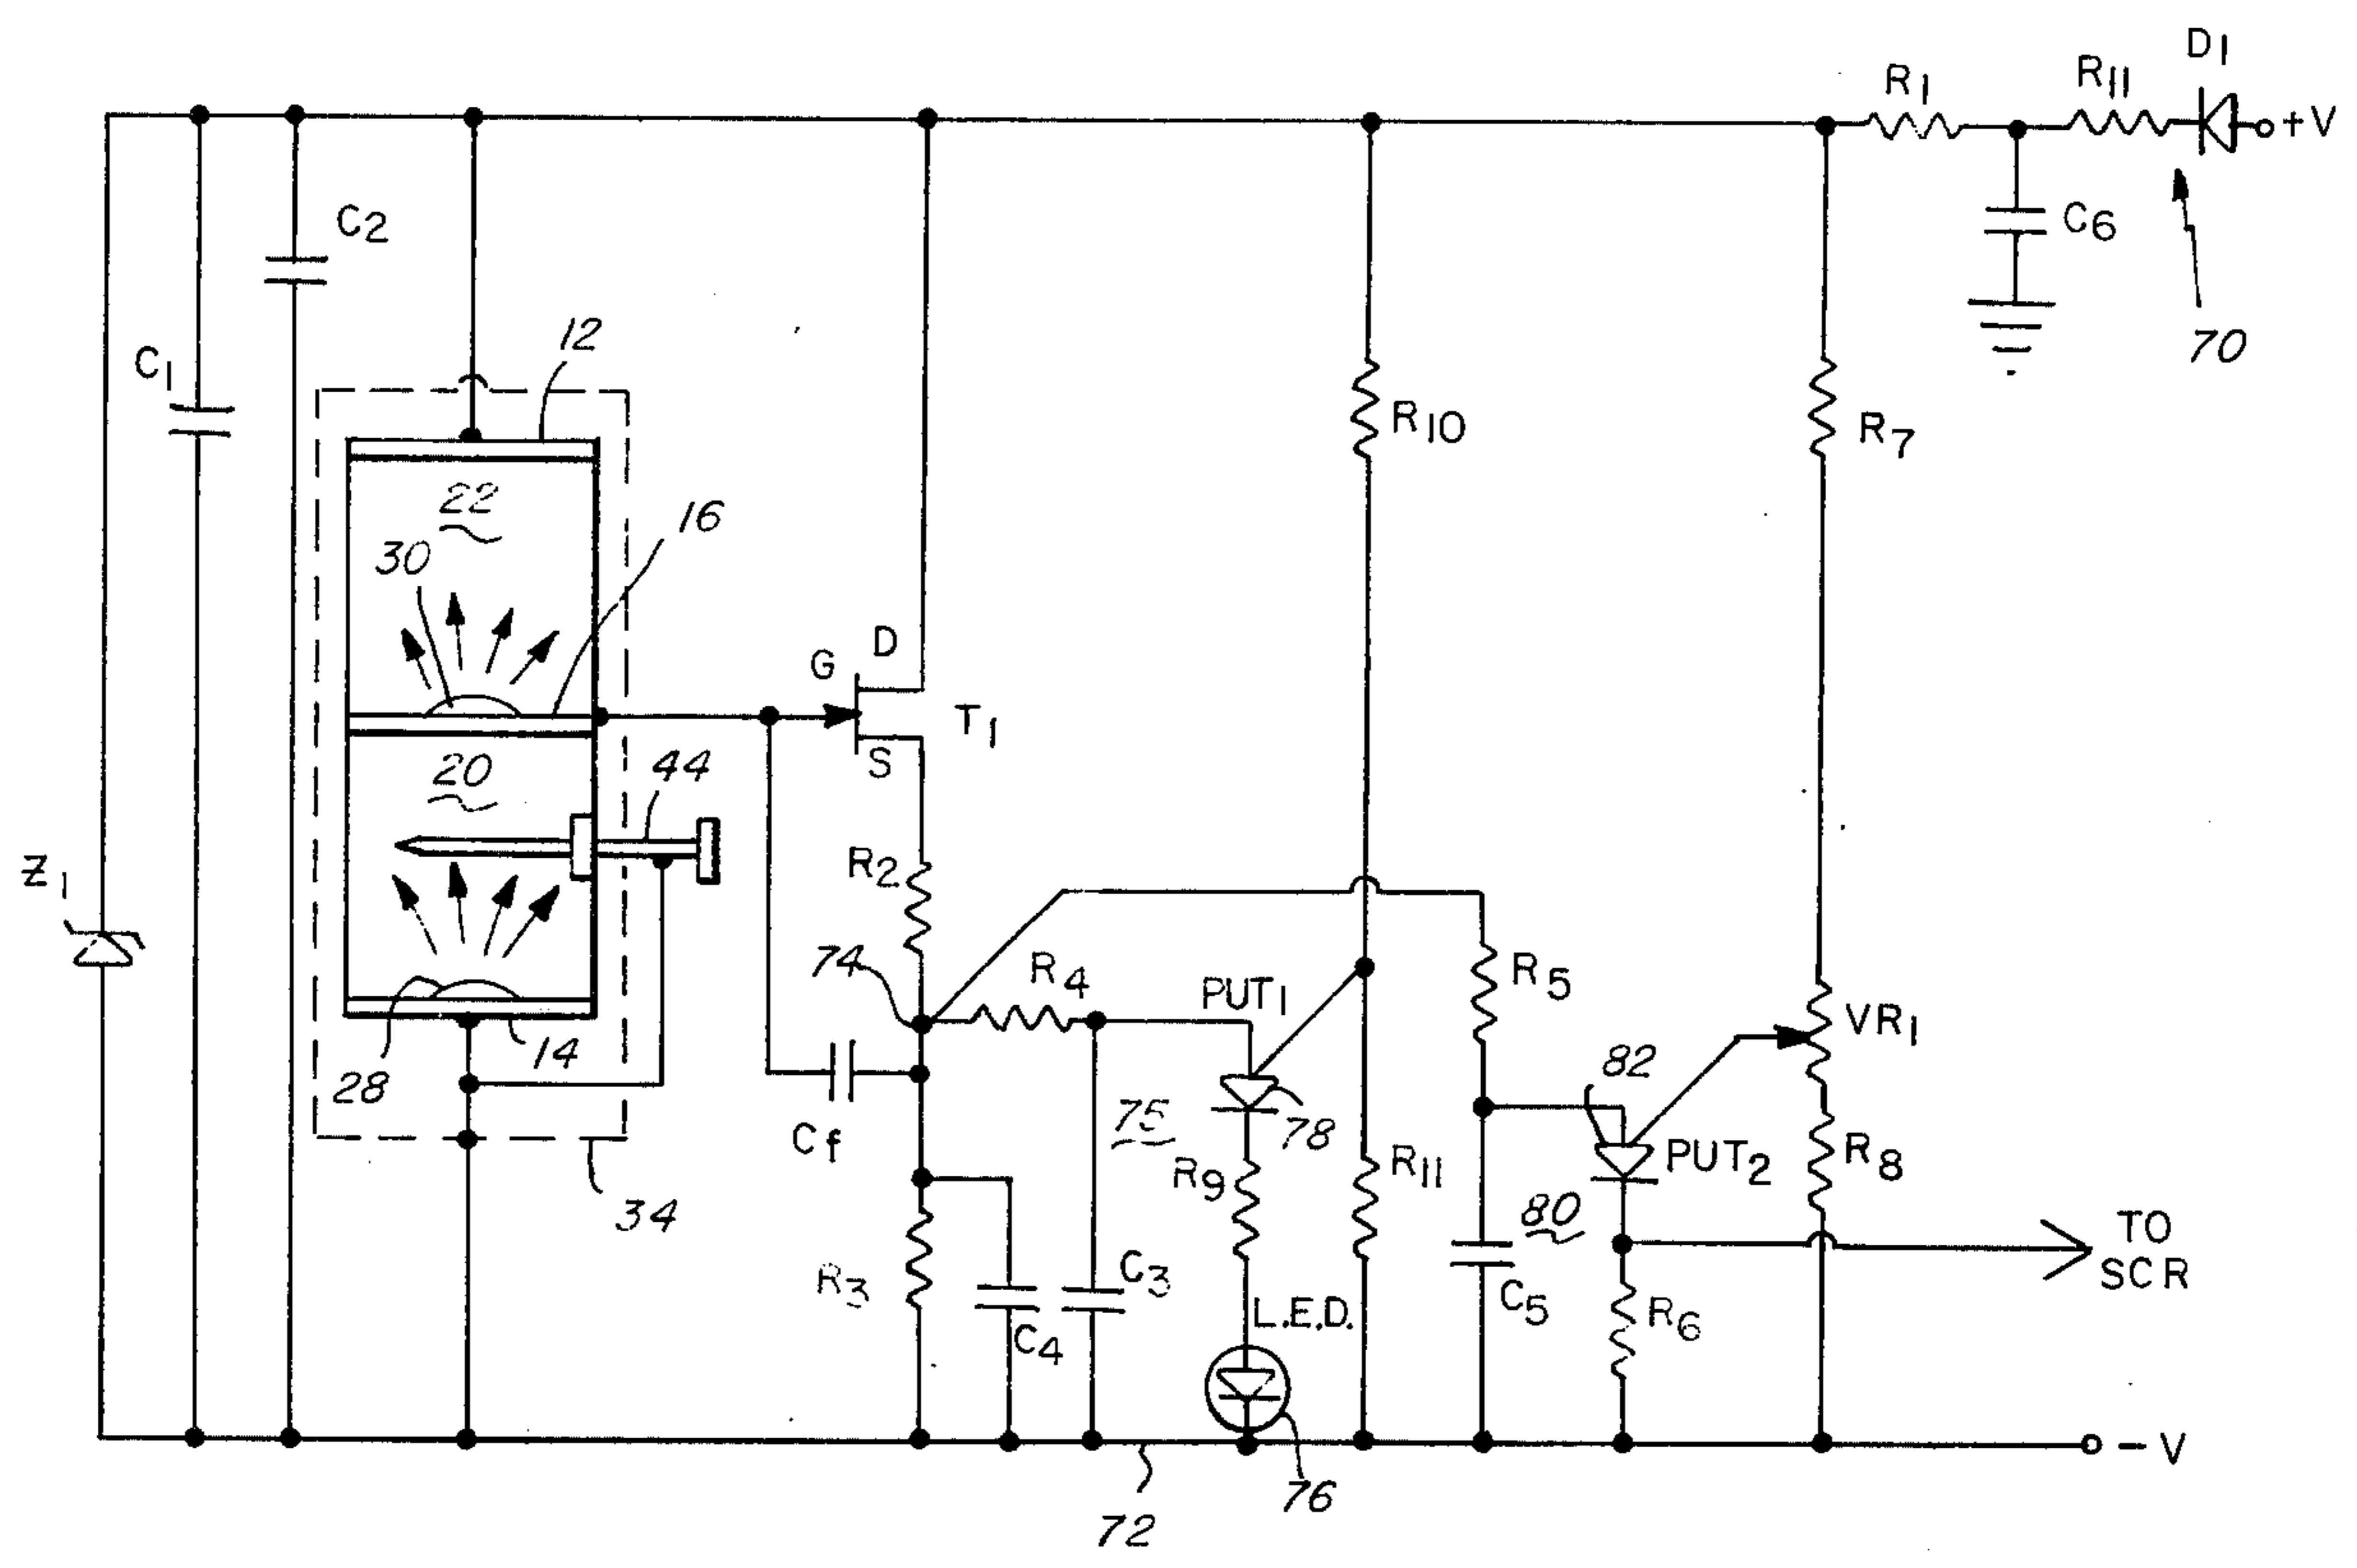 D1
R1
R11
+V
C2
C6
12
70
C1
R10
R7
22
16
30
G
D
T1
S
20
44
Z1
R2
74
R4
PUT1
R5
VR1
14
28
82
Cf
75
78
R9
R11
PUT2
R8
34
80
TO
SCR
R3
C3
C5
R6
L.E.D.
C4
-V
76
72